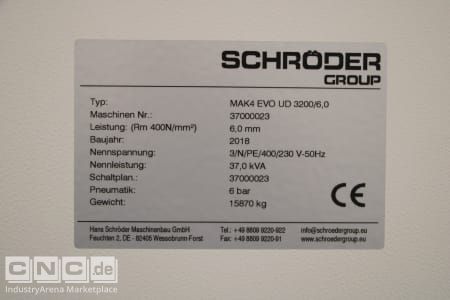 SCHRÖDER
GROUP
Typ: MAK4 EVO UD 3200/6,0
Maschinen Nr.: 37000023
Leistung: (Rm 400N/mm²) 6,0 mm
Baujahr: 2018
Nennspannung: 3/N/PE/400/230 V-50Hz
Nennleistung: 37,0 kVA
Schaltplan.: 37000023
Pneumatik: 6 bar
Gewicht: 15870 kg
CE
Hans Schröder Maschinenbau GmbH Tel.: +49 8809 9220-922 info@schroedergroup.eu
Feuchten 2, DE - 82405 Wessobrunn-Forst Fax.: +49 8809 9220-91 www.schroedergroup.eu
CNC.de
IndustryArena Marketplace